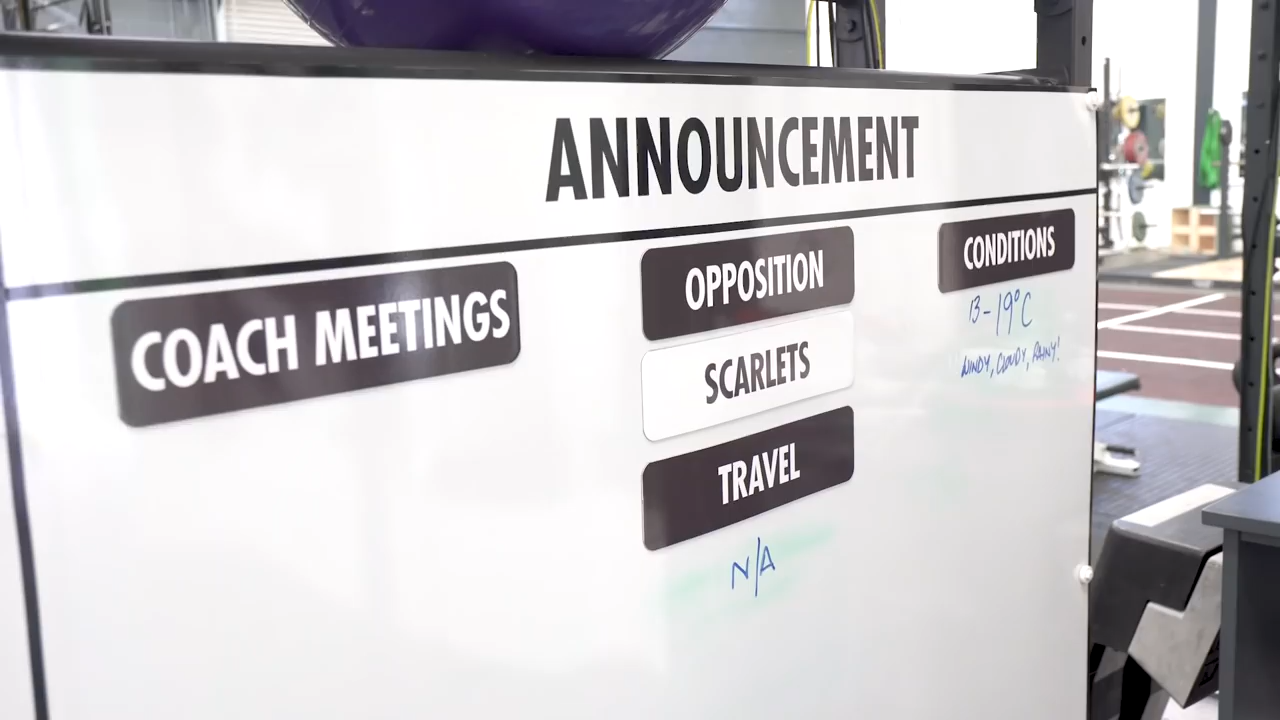 ANNOUNCEMENT
COACH MEETINGS
OPPOSITION
SCARLETS
TRAVEL
N/A
CONDITIONS
13-19°C
WINDY, CLOUDY, RAINY!